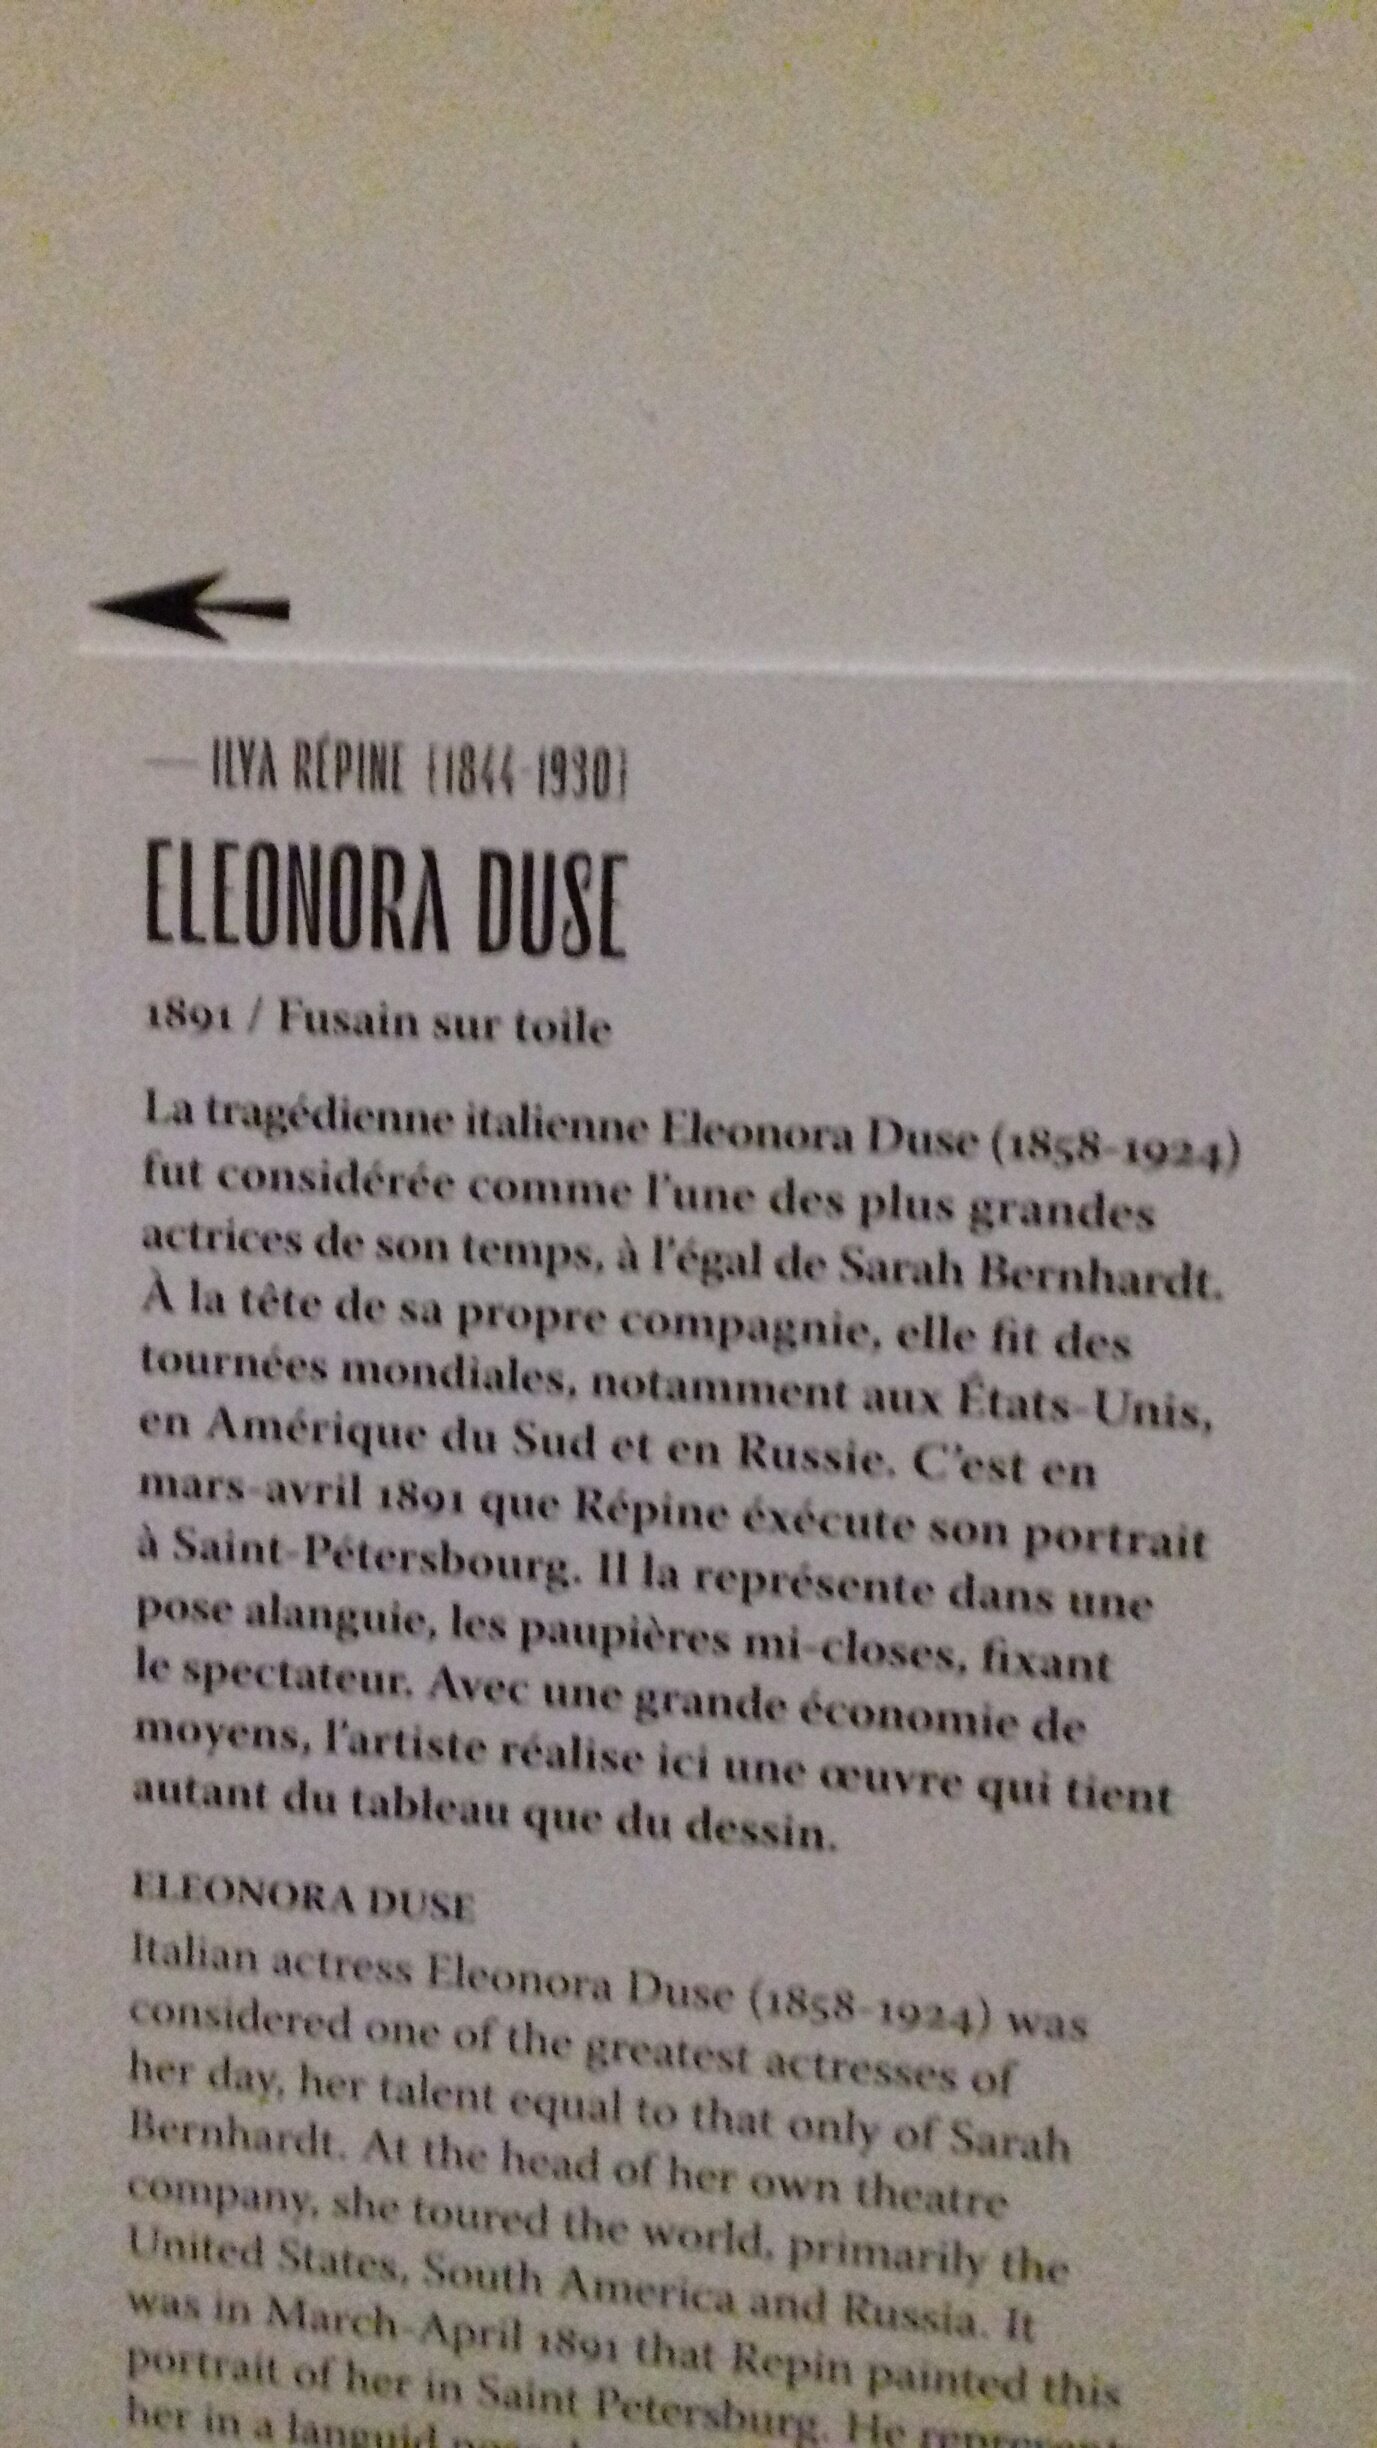 — ILYA RÉPINE {1844-1930}
ELEONORA DUSE
1891 / Fusain sur toile
La tragédienne italienne Eleonora Duse (1858-1924)
fut considérée comme l'une des plus grandes
actrices de son temps, à l'égal de Sarah Bernhardt.
À la tête de sa propre compagnie, elle fit des
tournées mondiales, notamment aux États-Unis,
en Amérique du Sud et en Russie. C'est en
mars-avril 1891 que Répine éxécute son portrait
à Saint-Pétersbourg. Il la représente dans une
pose alanguie, les paupières mi-closes, fixant
le spectateur. Avec une grande économie de
moyens, l'artiste réalise ici une œuvre qui tient
autant du tableau que du dessin.
ELEONORA DUSE
Italian actress Eleonora Duse (1858-1924) was
considered one of the greatest actresses of
her day, her talent equal to that only of Sarah
Bernhardt. At the head of her own theatre
company, she toured the world, primarily the
United States, South America and Russia. It
was in March-April 1891 that Repin painted this
portrait of her in Saint Petersburg. He
her in a languid